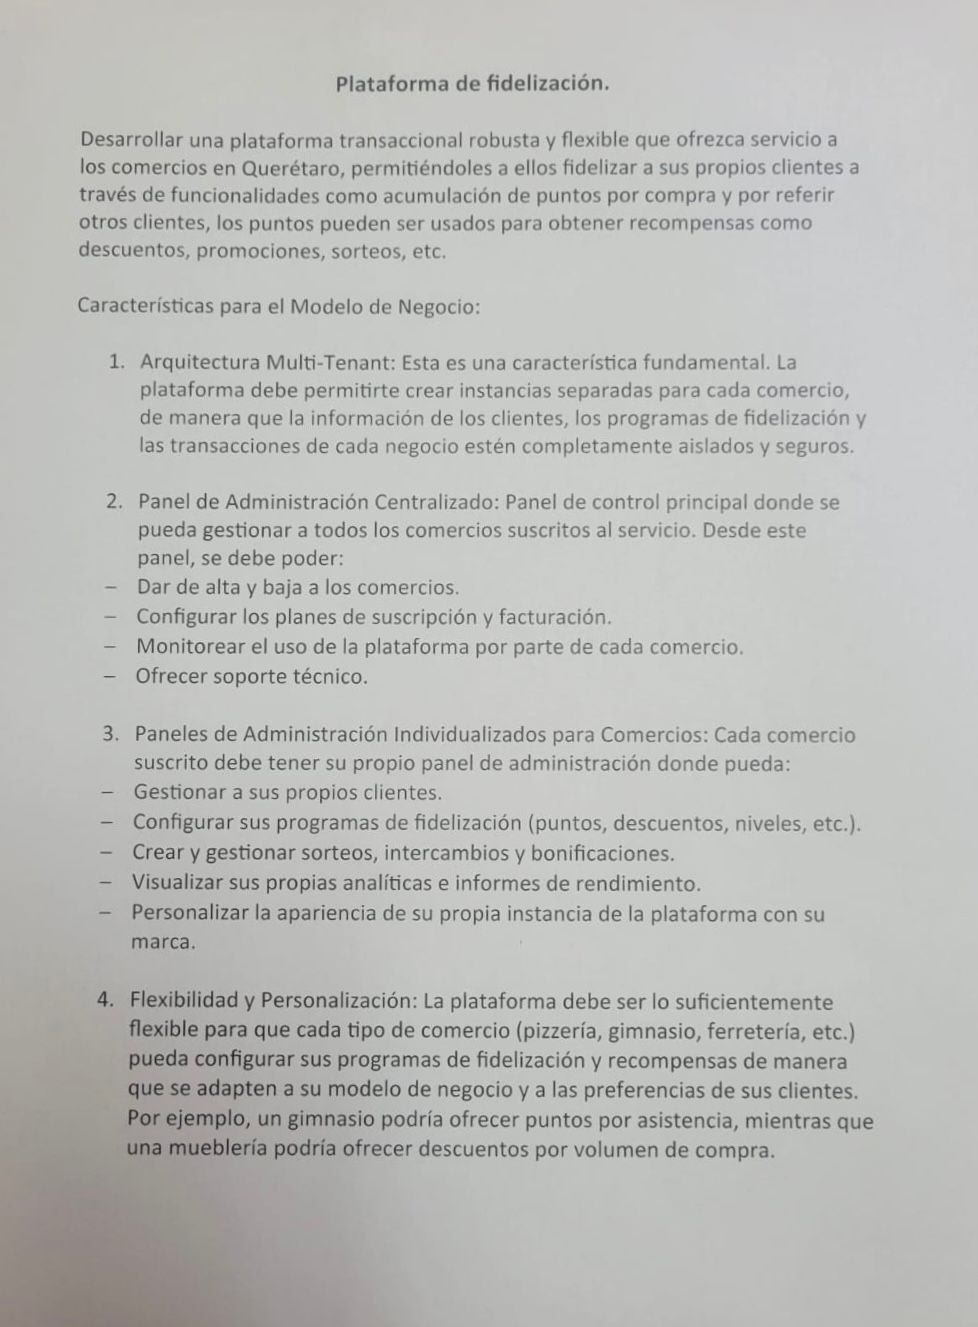 Plataforma de fidelización.
Desarrollar una plataforma transaccional robusta y flexible que ofrezca servicio a
los comercios en Querétaro, permitiéndoles a ellos fidelizar a sus propios clientes a
través de funcionalidades como acumulación de puntos por compra y por referir
otros clientes, los puntos pueden ser usados para obtener recompensas como
descuentos, promociones, sorteos, etc.
Características para el Modelo de Negocio:
1. Arquitectura Multi-Tenant: Esta es una característica fundamental. La
plataforma debe permitirte crear instancias separadas para cada comercio,
de manera que la información de los clientes, los programas de fidelización y
las transacciones de cada negocio estén completamente aislados y seguros.
2. Panel de Administración Centralizado: Panel de control principal donde se
pueda gestionar a todos los comercios suscritos al servicio. Desde este
panel, se debe poder:
– Dar de alta y baja a los comercios.
– Configurar los planes de suscripción y facturación.
– Monitorear el uso de la plataforma por parte de cada comercio.
– Ofrecer soporte técnico.
3. Paneles de Administración Individualizados para Comercios: Cada comercio
suscrito debe tener su propio panel de administración donde pueda:
– Gestionar a sus propios clientes.
– Configurar sus programas de fidelización (puntos, descuentos, niveles, etc.).
– Crear y gestionar sorteos, intercambios y bonificaciones.
– Visualizar sus propias analíticas e informes de rendimiento.
– Personalizar la apariencia de su propia instancia de la plataforma con su
marca.
4. Flexibilidad y Personalización: La plataforma debe ser lo suficientemente
flexible para que cada tipo de comercio (pizzería, gimnasio, ferretería, etc.)
pueda configurar sus programas de fidelización y recompensas de manera
que se adapten a su modelo de negocio y a las preferencias de sus clientes.
Por ejemplo, un gimnasio podría ofrecer puntos por asistencia, mientras que
una mueblería podría ofrecer descuentos por volumen de compra.